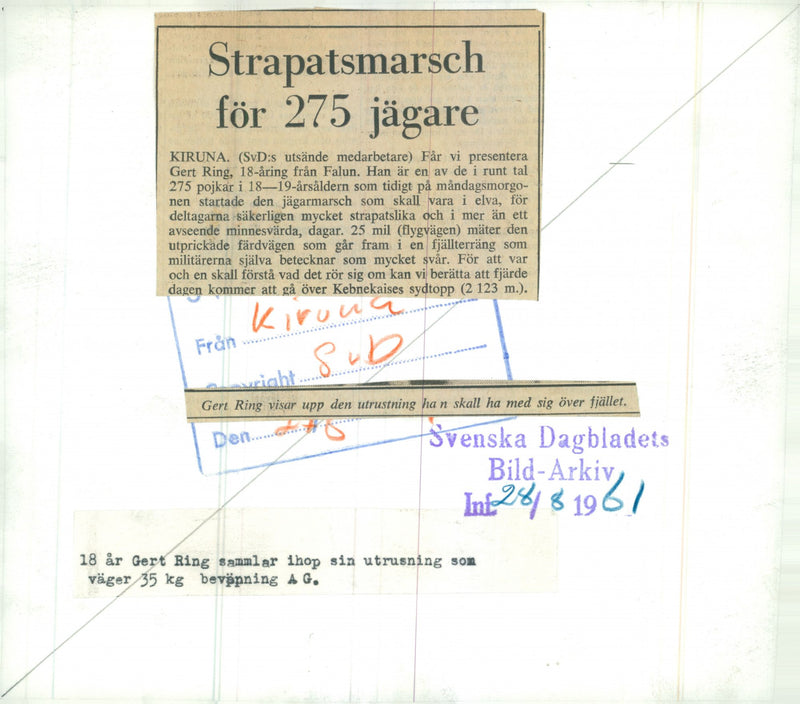 Strapatsmarsch
för 275 jägare
KIRUNA. (SvD:s utsände medarbetare) Får vi presentera
Gert Ring, 18-åring från Falun. Han är en av de i runt tal
275 pojkar i 18—19-årsåldern som tidigt på måndagsmorgo-
nen startade den jägarmarsch som skall vara i elva, för
deltagarna säkerligen mycket strapatslika och i mer än ett
avseende minnesvärda, dagar. 25 mil (flygvägen) mäter den
utprickade färdvägen som går fram i en fjällterräng som
militärerna själva betecknar som mycket svår. För att var
och en skall förstå vad det rör sig om kan vi berätta att fjärde
dagen kommer att gå över Kebnekaises sydtopp (2 123 m.).
Från Kiruna
SvD
Copyright
Gert Ring visar upp den utrustning han skall ha med sig över fjället.
Den
Svenska Dagbladets
Bild-Arkiv
Inf. 28/8 1961
18 år Gert Ring sammlar ihop sin utrusning som
väger 35 kg beväpning A G.